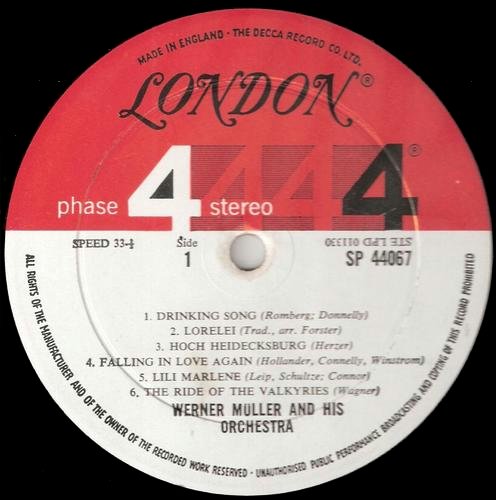 MADE IN ENGLAND · THE DECCA RECORD CO. LTD.
LONDON®
phase 4 stereo 4 4 4®
SPEED 33⅓
Side
1
STE LPD 011330
SP 44067
1. DRINKING SONG (Romberg; Donnelly)
2. LORELEI (Trad., arr. Forster)
3. HOCH HEIDECKSBURG (Herzer)
4. FALLING IN LOVE AGAIN (Hollander, Connelly, Winstrom)
5. LILI MARLENE (Leip, Schultze; Connor)
6. THE RIDE OF THE VALKYRIES (Wagner)
WERNER MULLER AND HIS
ORCHESTRA
ALL RIGHTS OF THE MANUFACTURER AND OF THE OWNER OF THE RECORDED WORK RESERVED · UNAUTHORISED PUBLIC PERFORMANCE BROADCASTING AND COPYING OF THIS RECORD PROHIBITED